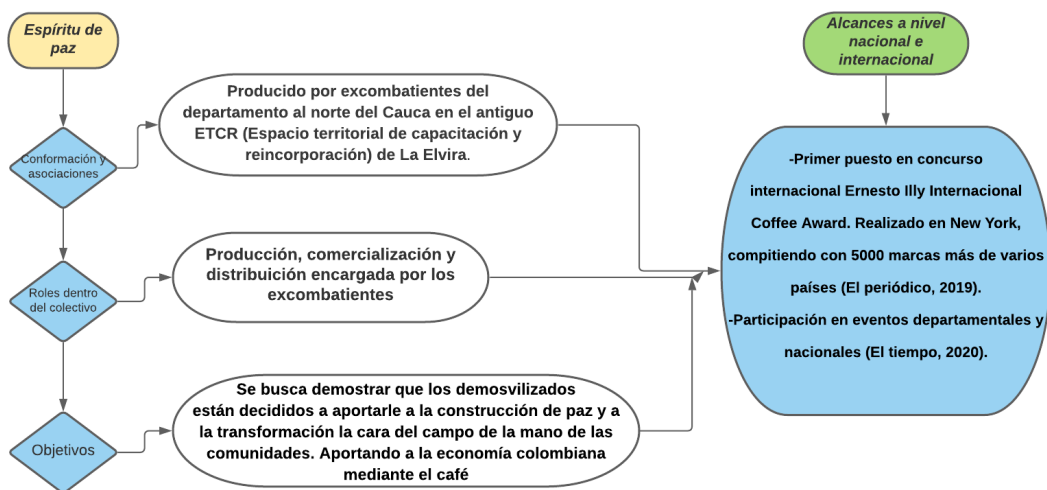 Espíritu de
paz
Alcances a nivel
nacional e
internacional
Conformación y
asociaciones
Producido por excombatientes del
departamento al norte del Cauca en el antiguo
ETCR (Espacio territorial de capacitación y
reincorporación) de La Elvira.
Roles dentro
del colectivo
Producción, comercialización y
distribuición encargada por los
excombatientes
Objetivos
Se busca demostrar que los demosvilizados
están decididos a aportarle a la construcción de paz y a
la transformación la cara del campo de la mano de las
comunidades. Aportando a la economía colombiana
mediante el café
-Primer puesto en concurso
internacional Ernesto Illy Internacional
Coffee Award. Realizado en New York,
compitiendo con 5000 marcas más de varios
países (El periódico, 2019).
-Participación en eventos departamentales y
nacionales (El tiempo, 2020).